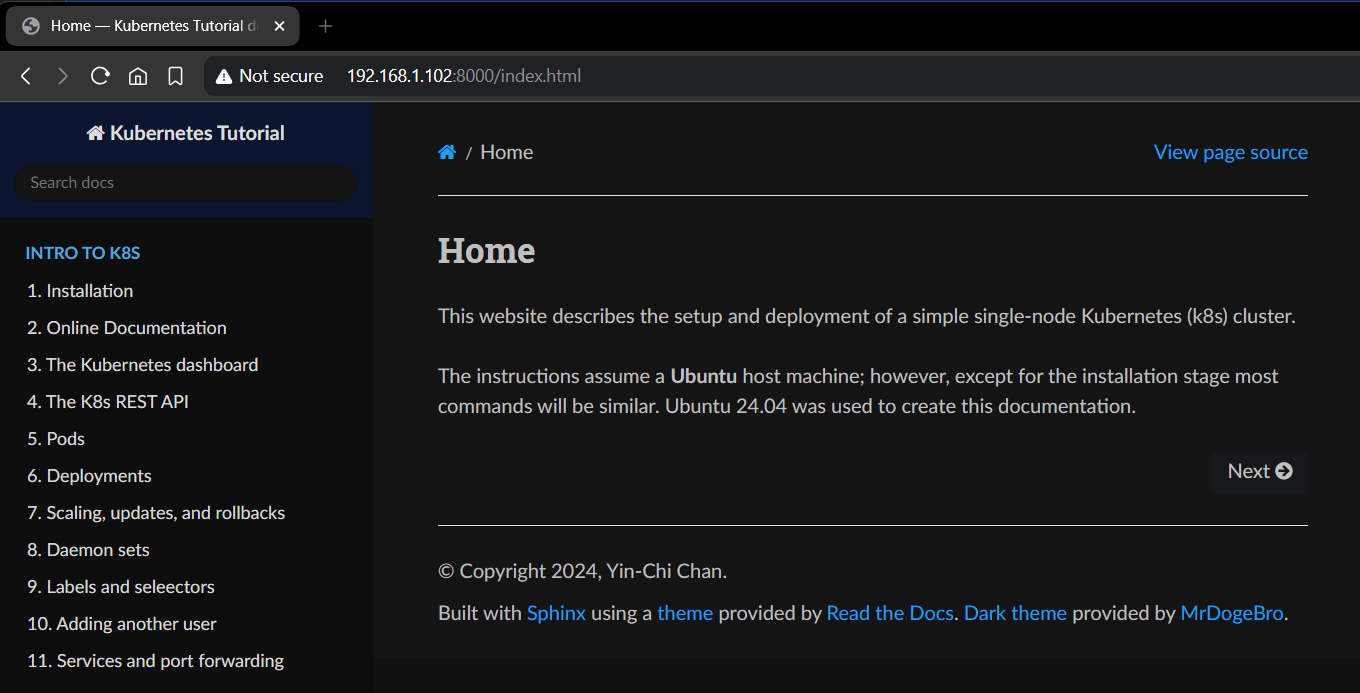 Home — Kubernetes Tutorial d
Not secure 192.168.1.102:8000/index.html
Kubernetes Tutorial
Search docs
INTRO TO K8S
1. Installation
2. Online Documentation
3. The Kubernetes dashboard
4. The K8s REST API
5. Pods
6. Deployments
7. Scaling, updates, and rollbacks
8. Daemon sets
9. Labels and seleectors
10. Adding another user
11. Services and port forwarding
/ Home
View page source
Home
This website describes the setup and deployment of a simple single-node Kubernetes (k8s) cluster.
The instructions assume a Ubuntu host machine; however, except for the installation stage most
commands will be similar. Ubuntu 24.04 was used to create this documentation.
Next
© Copyright 2024, Yin-Chi Chan.
Built with Sphinx using a theme provided by Read the Docs. Dark theme provided by MrDogeBro.